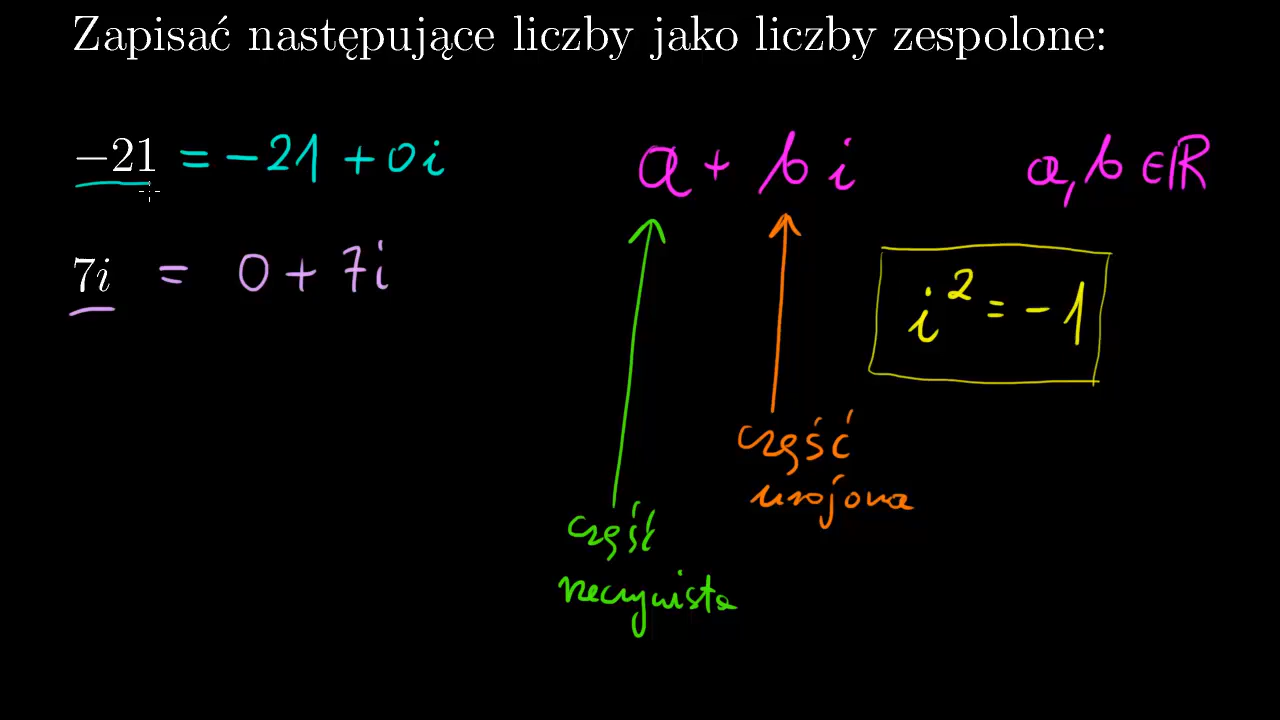 Zapisać następujące liczby jako liczby zespolone:
−21 = −21 + 0i
a + bi
a, b ∈ ℝ
7i = 0 + 7i
i² = −1
część
urojona
część
rzeczywista